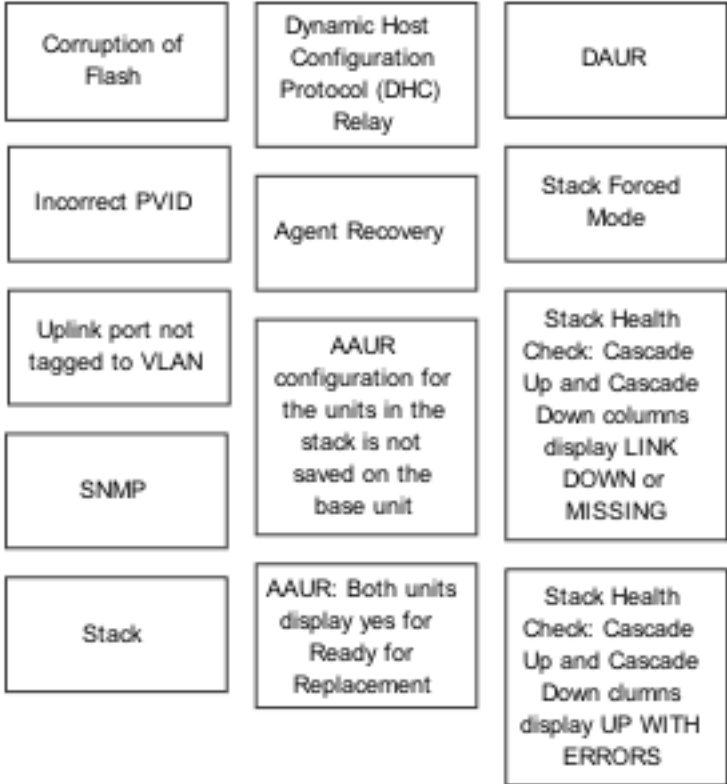 Corruption of
Flash
Incorrect PVID
Uplink port not
tagged to VLAN
SNMP
Stack
Dynamic Host
Configuration
Protocol (DHC)
Relay
Agent Recovery
AAUR
configuration for
the units in the
stack is not
saved on the
base unit
AAUR: Both units
display yes for
Ready for
Replacement
DAUR
Stack Forced
Mode
Stack Health
Check: Cascade
Up and Cascade
Down columns
display LINK
DOWN or
MISSING
Stack Health
Check: Cascade
Up and Cascade
Down clumns
display UP WITH
ERRORS